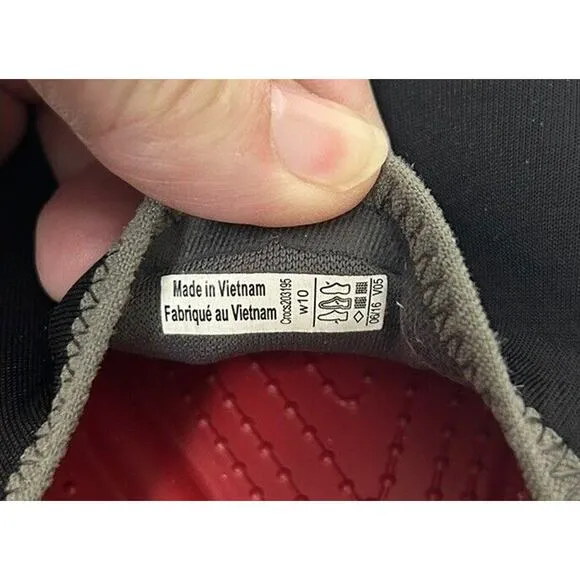 Made in Vietnam
Fabriqué au Vietnam
Crocs203195
w10
06/16 V05